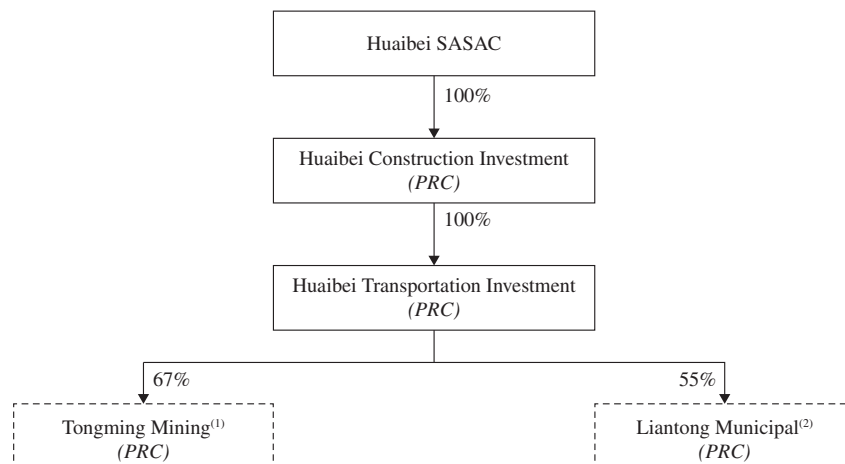 Huaibei SASAC
100%
Huaibei Construction Investment
(PRC)
100%
Huaibei Transportation Investment
(PRC)
67%
55%
Tongming Mining(1)
(PRC)
Liantong Municipal(2)
(PRC)